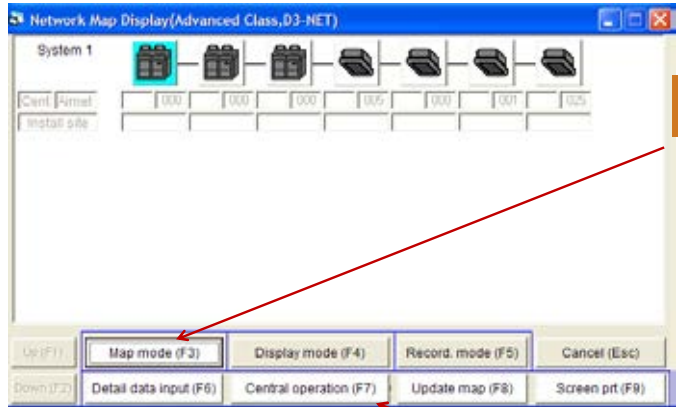 Network Map Display(Advanced Class,D3-NET)
System 1
Cent Airnet 000 000 000 005 000 001 025
Install site
Up (F1) Map mode (F3) Display mode (F4) Record. mode (F5) Cancel (Esc)
Down (F2) Detail data input (F6) Central operation (F7) Update map (F8) Screen prt (F9)